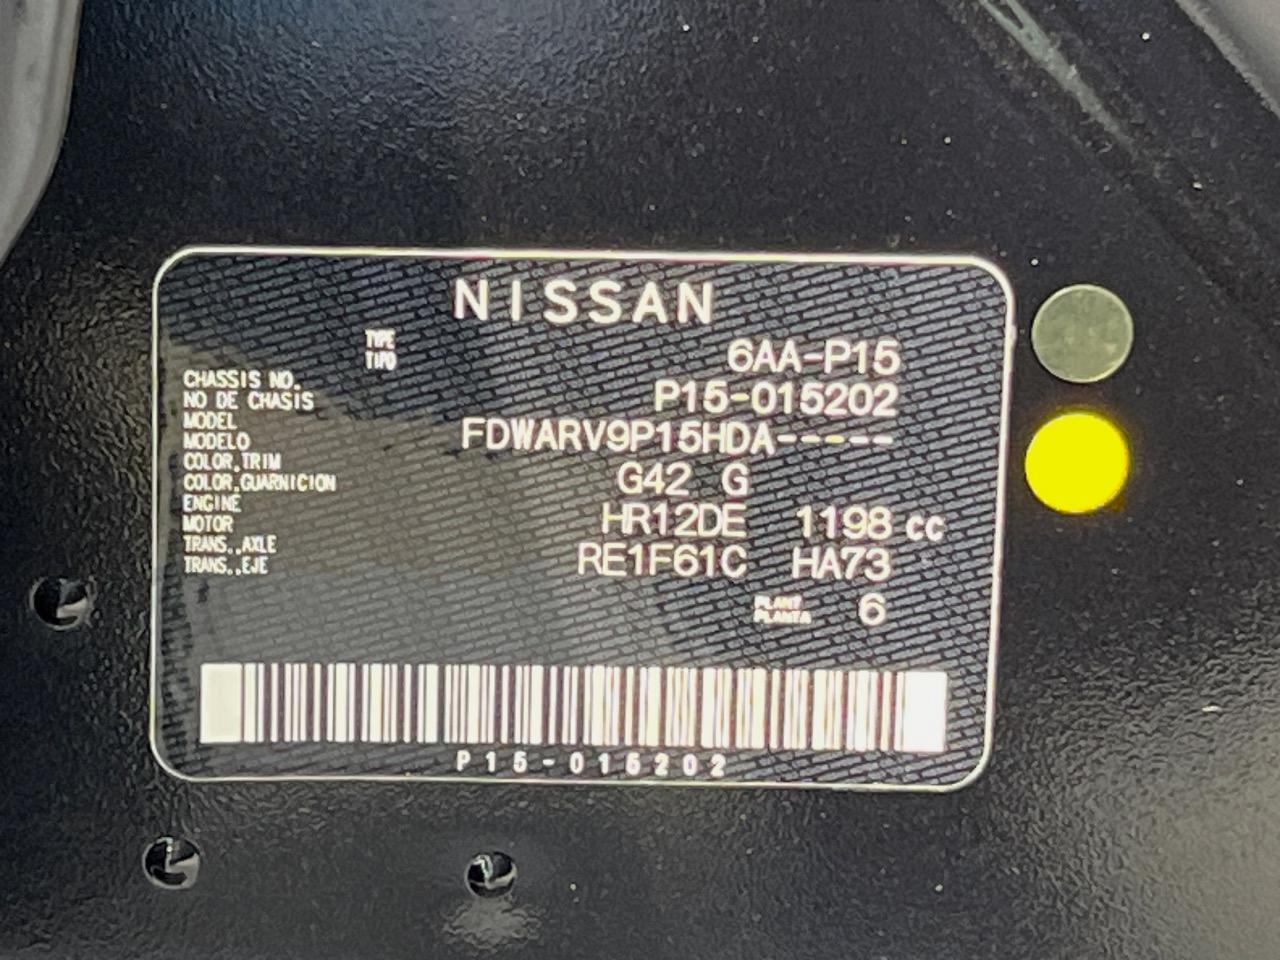 NISSAN
TYPE
TIPO 6AA-P15
CHASSIS NO.
NO DE CHASIS P15-015202
MODEL
MODELO FDWARV9P15HDA-----
COLOR,TRIM
COLOR,GUARNICION G42 G
ENGINE
MOTOR HR12DE 1198 cc
TRANS.,AXLE
TRANS.,EJE RE1F61C HA73
PLANT
PLANTA 6
P15-015202